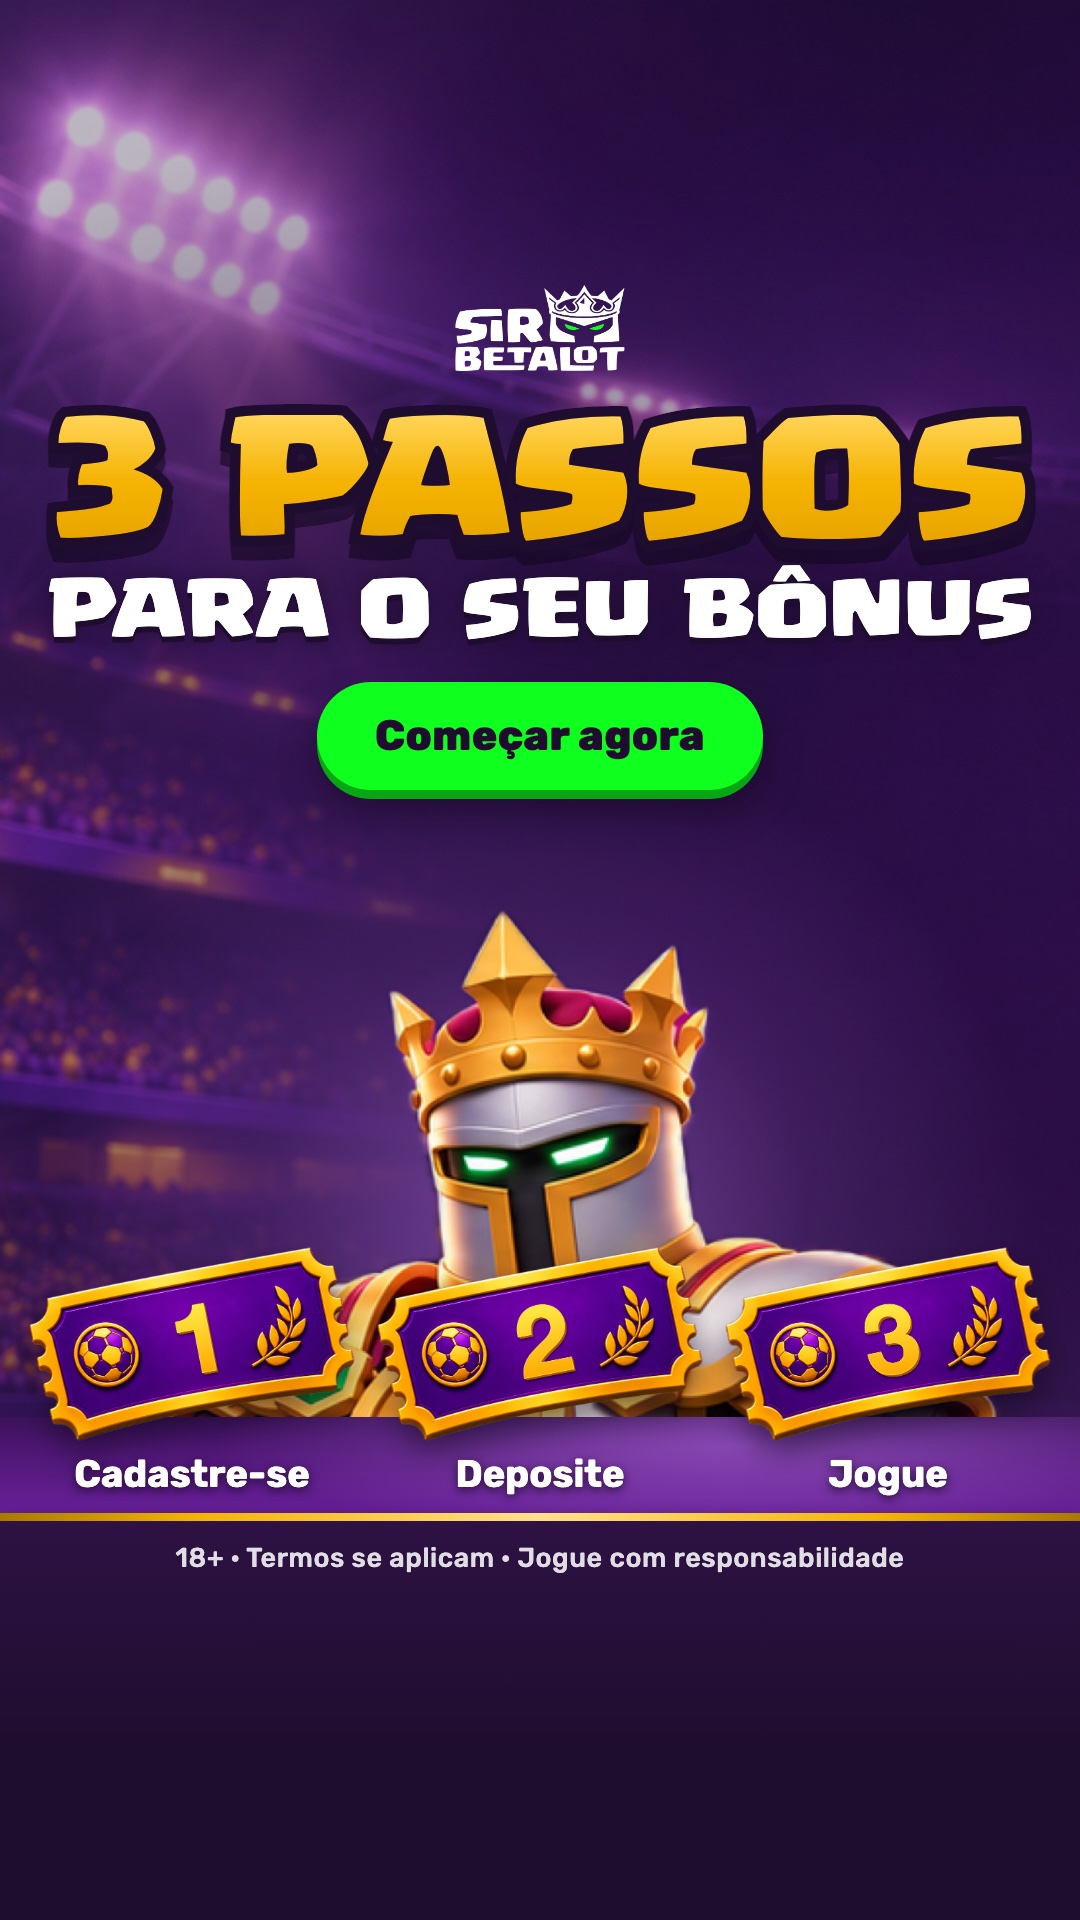 SIR
BETALOT
3 PASSOS
PARA O SEU BÔNUS
Começar agora
1 2 3
Cadastre-se Deposite Jogue
18+ • Termos se aplicam • Jogue com responsabilidade